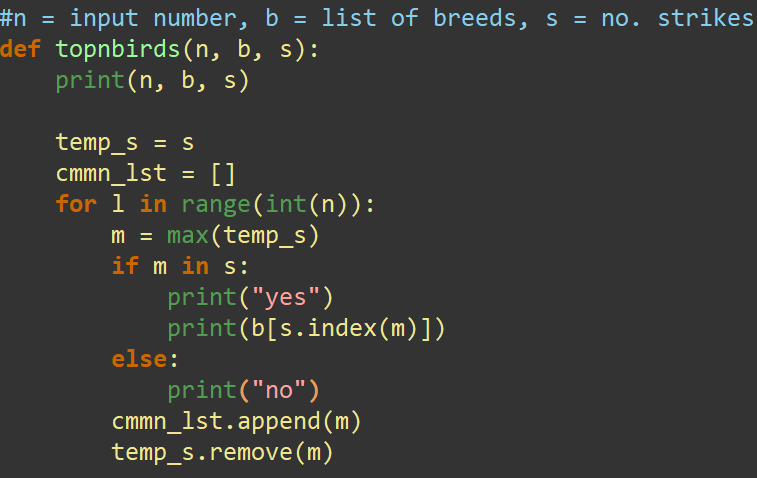 #n = input number, b = list of breeds, s = no. strikes
def topnbirds(n, b, s):
    print(n, b, s)

    temp_s = s
    cmmn_lst = []
    for l in range(int(n)):
        m = max(temp_s)
        if m in s:
            print("yes")
            print(b[s.index(m)])
        else:
            print("no")
        cmmn_lst.append(m)
        temp_s.remove(m)